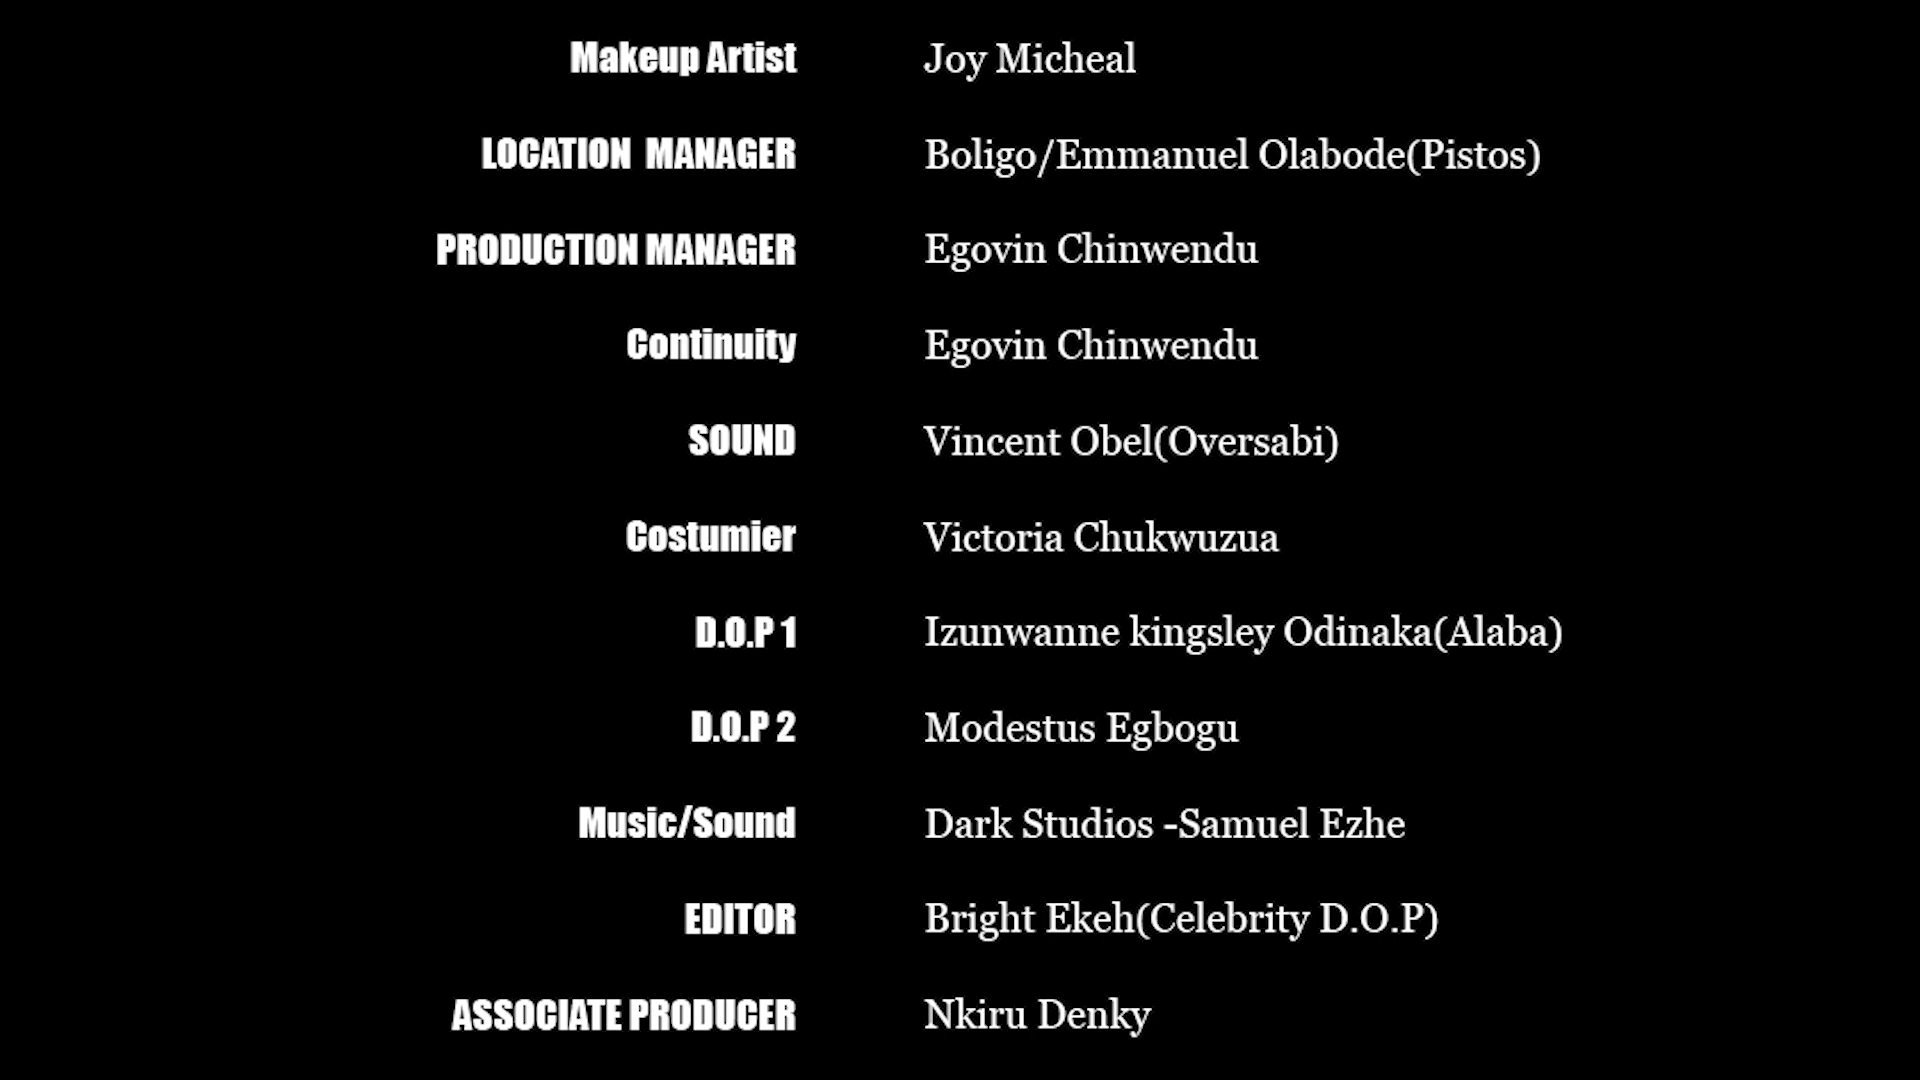 Makeup Artist Joy Micheal
LOCATION MANAGER Boligo/Emmanuel Olabode(Pistos)
PRODUCTION MANAGER Egovin Chinwendu
Continuity Egovin Chinwendu
SOUND Vincent Obel(Oversabi)
Costumier Victoria Chukwuzua
D.O.P 1 Izunwanne kingsley Odinaka(Alaba)
D.O.P 2 Modestus Egbogu
Music/Sound Dark Studios -Samuel Ezhe
EDITOR Bright Ekeh(Celebrity D.O.P)
ASSOCIATE PRODUCER Nkiru Denky